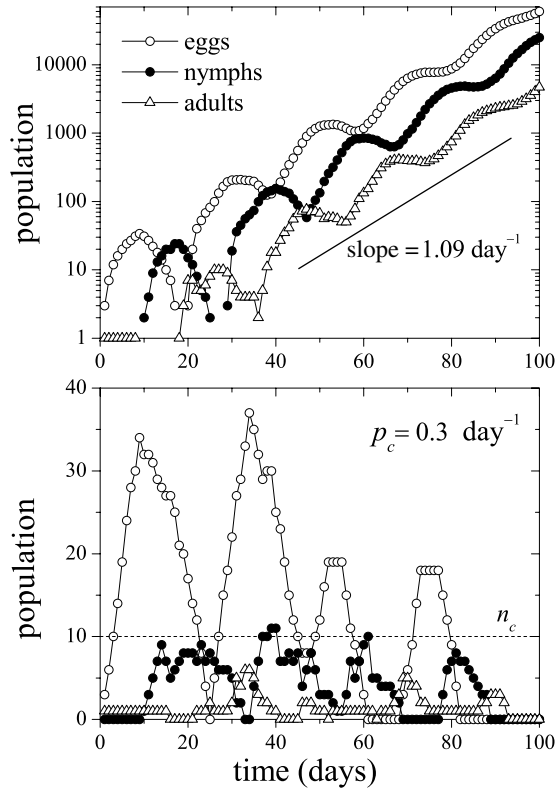 eggs
nymphs
adults
10000
1000
100
10
1
population
slope = 1.09 day⁻¹
0 20 40 60 80 100
40
30
20
10
0
population
p_c = 0.3 day⁻¹
n_c
0 20 40 60 80 100
time (days)